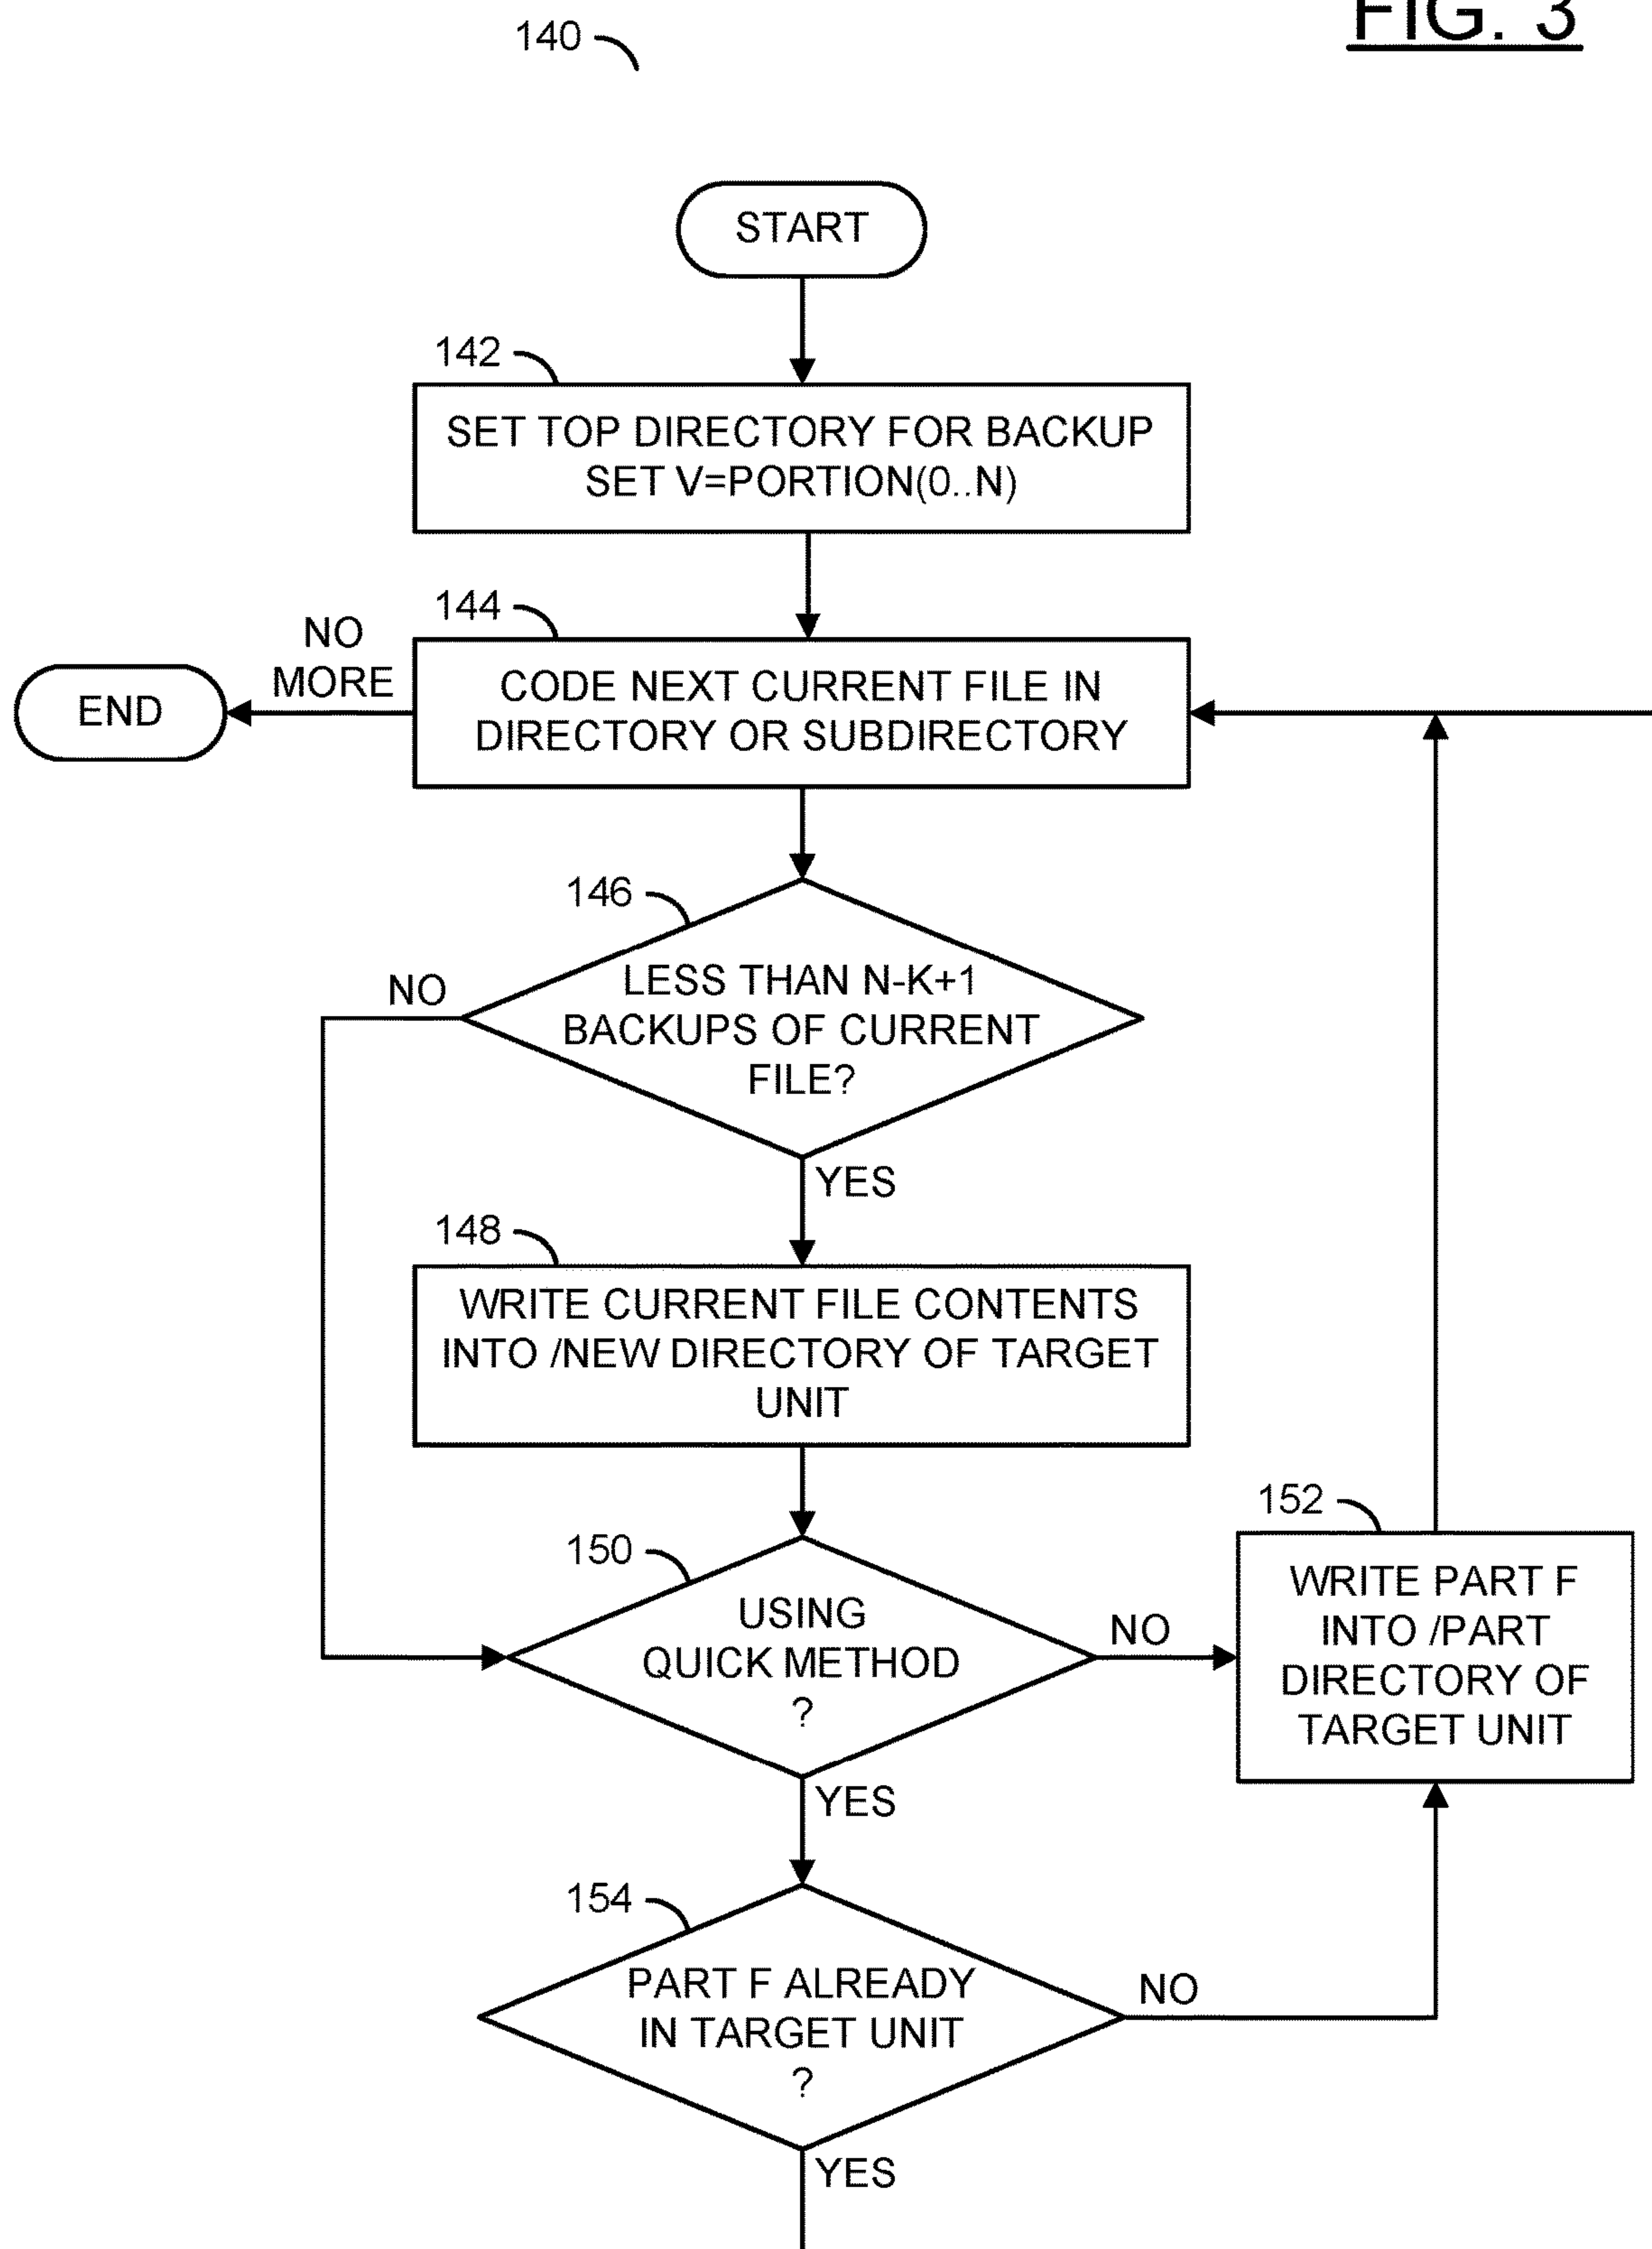 FIG. 3
140
START
142
SET TOP DIRECTORY FOR BACKUP
SET V=PORTION(0..N)
144
NO
MORE
END
CODE NEXT CURRENT FILE IN
DIRECTORY OR SUBDIRECTORY
146
NO
LESS THAN N-K+1
BACKUPS OF CURRENT
FILE?
YES
148
WRITE CURRENT FILE CONTENTS
INTO /NEW DIRECTORY OF TARGET
UNIT
150
USING
QUICK METHOD
?
NO
152
WRITE PART F
INTO /PART
DIRECTORY OF
TARGET UNIT
YES
154
PART F ALREADY
IN TARGET UNIT
?
NO
YES